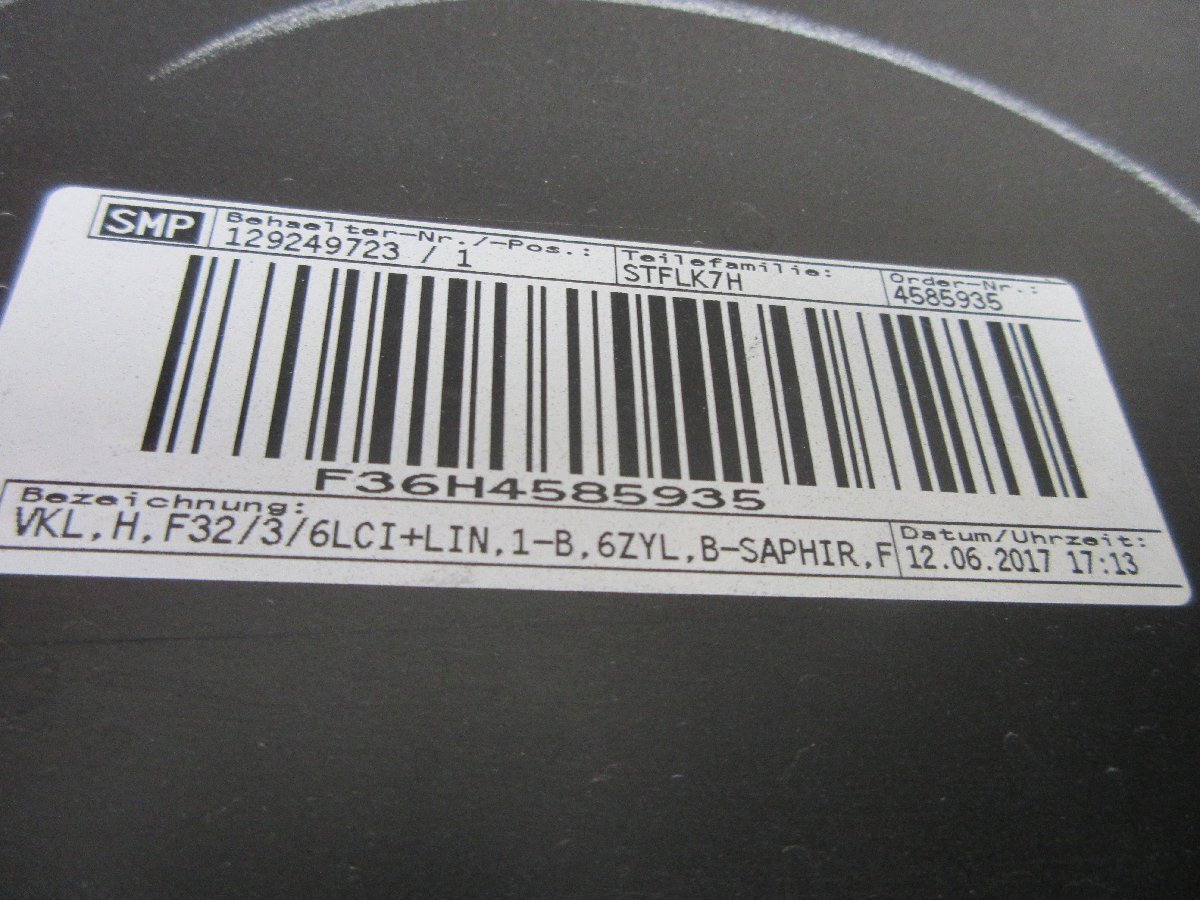 SMP
Behaelter-Nr./-Pos.:
129249723 / 1
Teilefamilie:
STFLK7H
Order-Nr.:
4585935
F36H4585935
Bezeichnung:
VKL,H,F32/3/6LCI+LIN,1-B,6ZYL,B-SAPHIR,F
Datum/Uhrzeit:
12.06.2017 17:13